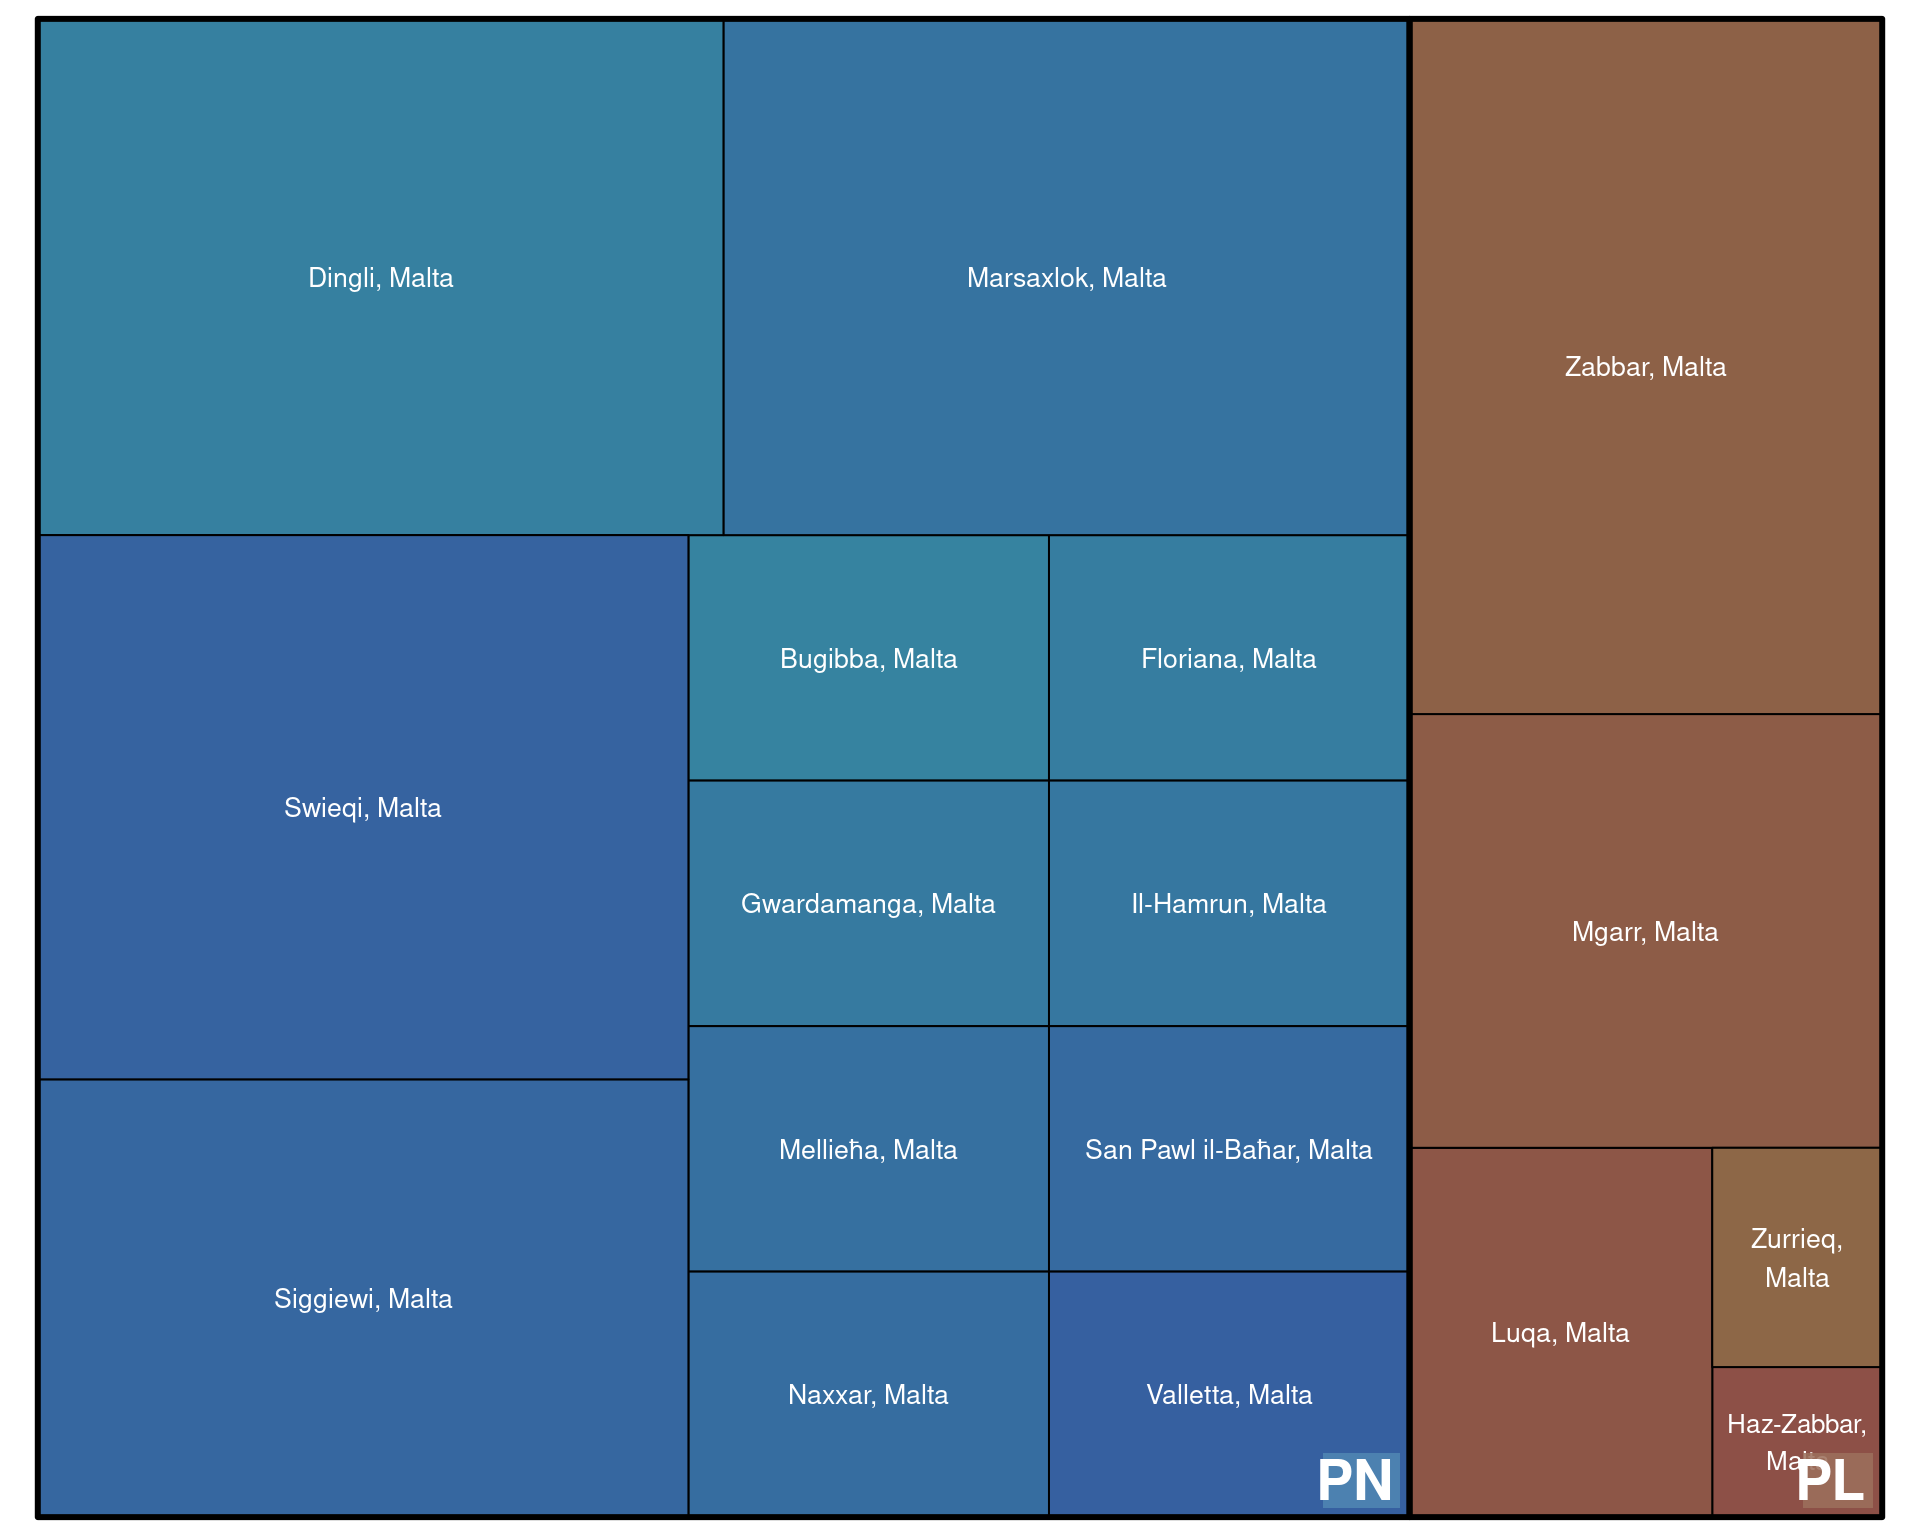 Dingli, Malta
Marsaxlok, Malta
Zabbar, Malta
Swieqi, Malta
Bugibba, Malta
Floriana, Malta
Gwardamanga, Malta
Il-Hamrun, Malta
Mgarr, Malta
Siggiewi, Malta
Mellieħa, Malta
San Pawl il-Baħar, Malta
Naxxar, Malta
Valletta, Malta
PN
Luqa, Malta
Zurrieq,
Malta
Haz-Zabbar,
Malta
PL